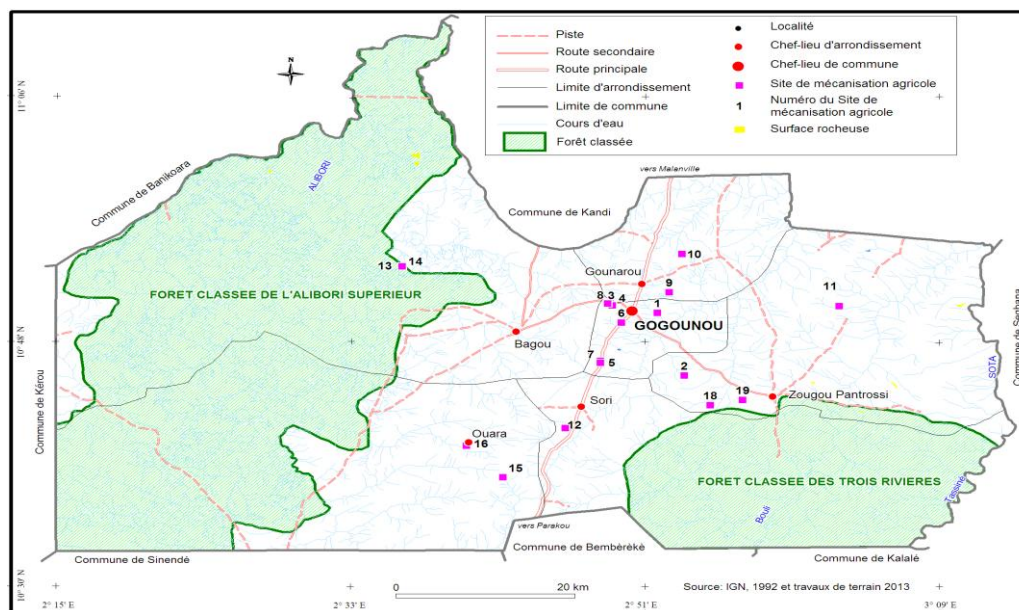 N
Piste
Route secondaire
Route principale
Limite d'arrondissement
Limite de commune
Cours d'eau
Forêt classée
Localité
Chef-lieu d'arrondissement
Chef-lieu de commune
Site de mécanisation agricole
1 Numéro du Site de
mécanisation agricole
Surface rocheuse
11° 06' N
10° 48' N
10° 30' N
Commune de Banikoara
ALIBORI
vers Malanville
Commune de Kandi
13 14
10
Gounarou
9
11
FORET CLASSEE DE L'ALIBORI SUPERIEUR
8 3 4 1
6
GOGOUNOU
Bagou
7
5
2
SOTA
Commune de Kérou
18 19
Zougou Pantrossi
Sori
12
Ouara
16
15
FORET CLASSEE DES TROIS RIVIERES
Bouli
Tassiné
vers Parakou
Commune de Sinendé
Commune de Bembèrèkè
Commune de Kalalé
0 20 km
Source: IGN, 1992 et travaux de terrain 2013
2° 15' E 2° 33' E 2° 51' E 3° 09' E